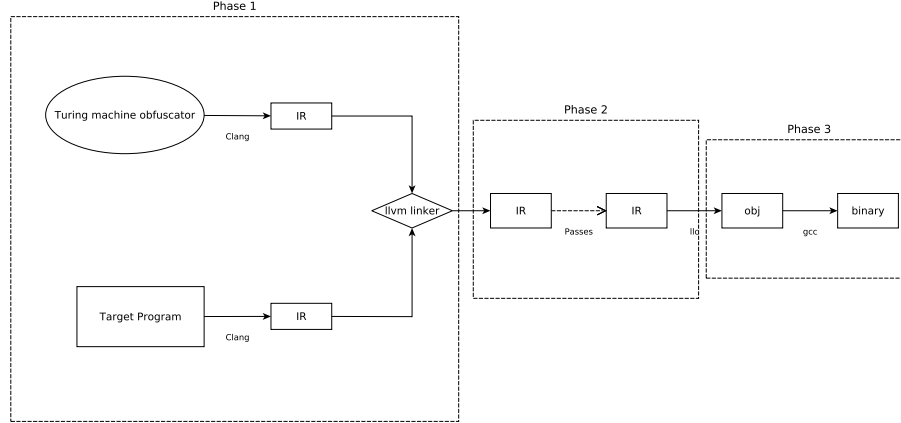 Phase 1
Turing machine obfuscator
Clang
IR
llvm linker
Target Program
Clang
IR
Phase 2
IR
Passes
IR
llc
Phase 3
obj
gcc
binary